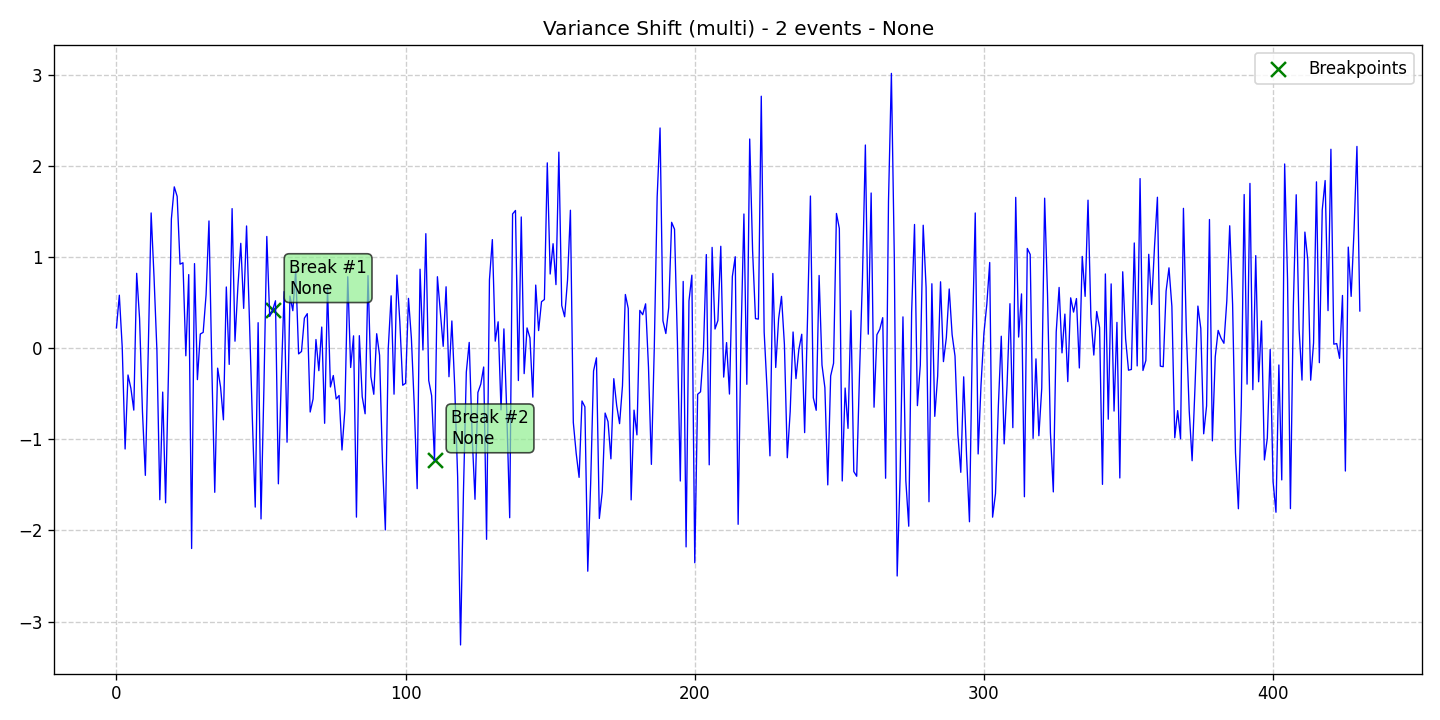 Variance Shift (multi) - 2 events - None
Breakpoints
3
2
1
0
−1
−2
−3
Break #1
None
Break #2
None
0
100
200
300
400